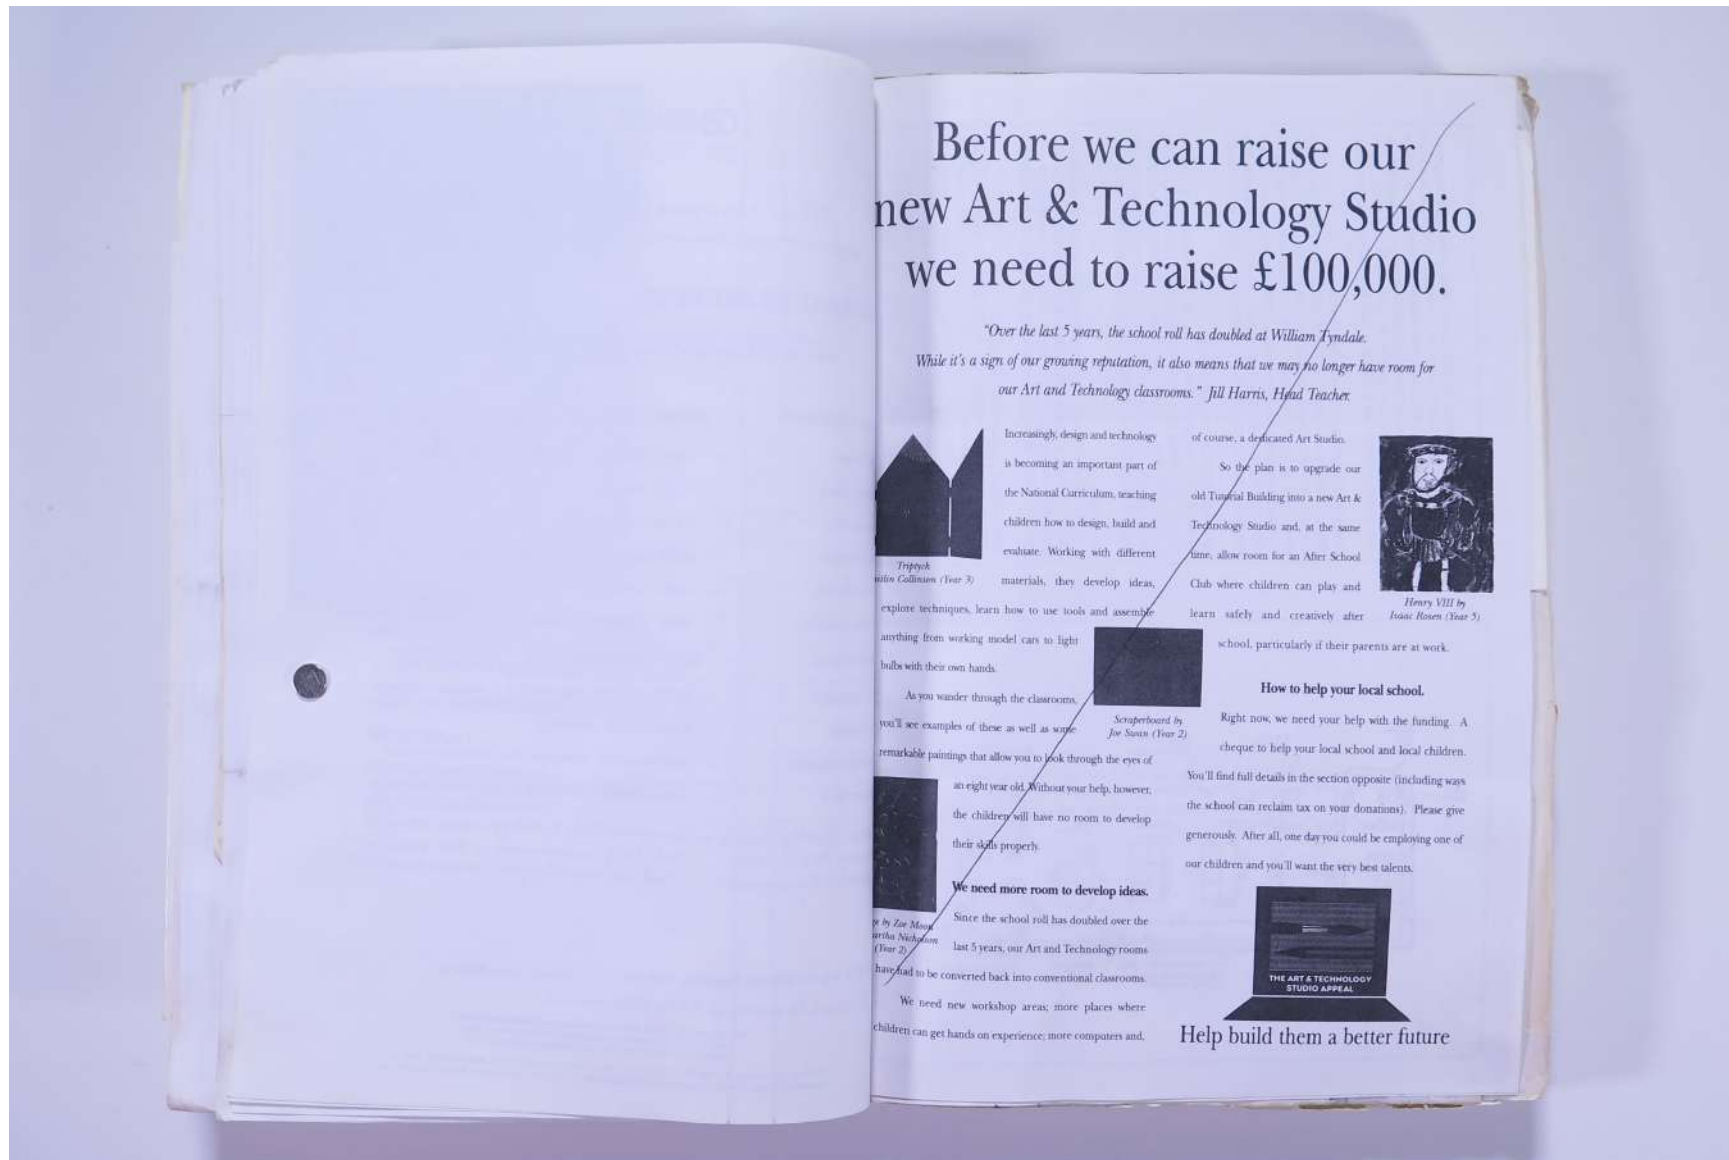 Before we can raise our
new Art & Technology Studio
we need to raise £100,000.
"Over the last 5 years, the school roll has doubled at William Tyndale.
While it's a sign of our growing reputation, it also means that we may no longer have room for
our Art and Technology classrooms." Jill Harris, Head Teacher.
Triptych
Collinson (Year 3)
Increasingly, design and technology
is becoming an important part of
the National Curriculum, teaching
children how to design, build and
evaluate. Working with different
materials, they develop ideas,
explore techniques, learn how to use tools and assemble
anything from working model cars to light
bulbs with their own hands.
As you wander through the classrooms,
you'll see examples of these as well as some
remarkable paintings that allow you to look through the eyes of
an eight year old. Without your help, however,
the children will have no room to develop
their skills properly.
by Zoe Moon
Nicholson
(Year 2)
We need more room to develop ideas.
Since the school roll has doubled over the
last 5 years, our Art and Technology rooms
have had to be converted back into conventional classrooms.
We need new workshop areas; more places where
children can get hands on experience; more computers and,
of course, a dedicated Art Studio.
So the plan is to upgrade our
old Tutorial Building into a new Art &
Technology Studio and, at the same
time, allow room for an After School
Club where children can play and
learn safely and creatively after
school, particularly if their parents are at work.
Henry VIII by
Isaac Rosen (Year 5)
Scraperboard by
Joe Swan (Year 2)
How to help your local school.
Right now, we need your help with the funding. A
cheque to help your local school and local children.
You'll find full details in the section opposite (including ways
the school can reclaim tax on your donations). Please give
generously. After all, one day you could be employing one of
our children and you'll want the very best talents.
THE ART & TECHNOLOGY
STUDIO APPEAL
Help build them a better future